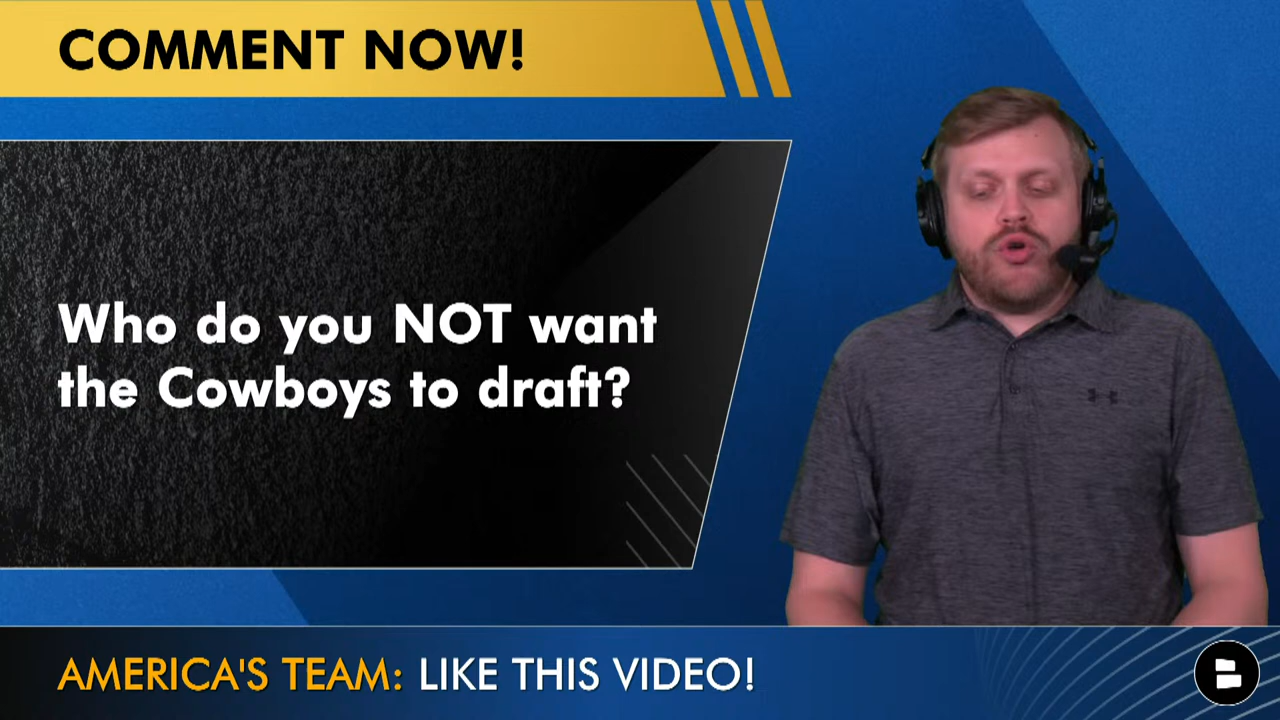 COMMENT NOW!
Who do you NOT want
the Cowboys to draft?
AMERICA'S TEAM: LIKE THIS VIDEO!